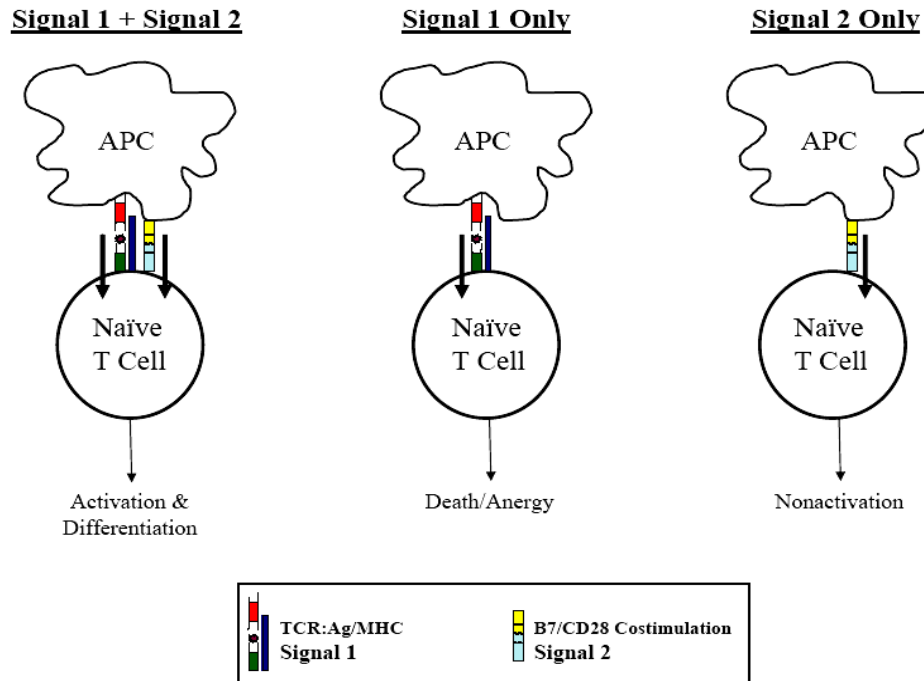 Signal 1 + Signal 2
Signal 1 Only
Signal 2 Only
APC
APC
APC
Naïve
T Cell
Naïve
T Cell
Naïve
T Cell
Activation &
Differentiation
Death/Anergy
Nonactivation
TCR:Ag/MHC
Signal 1
B7/CD28 Costimulation
Signal 2